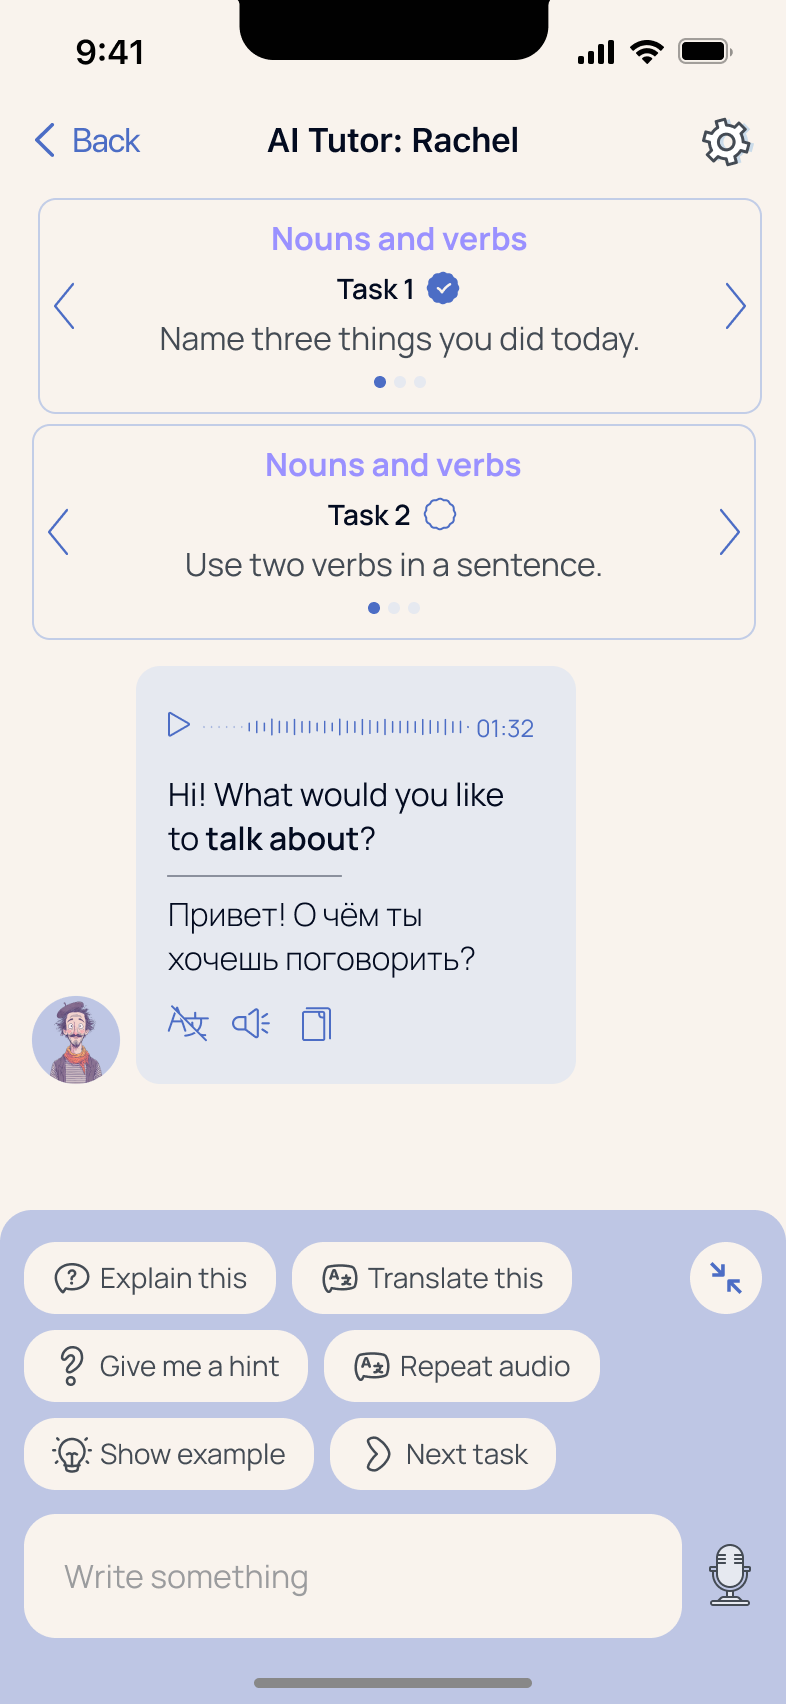 9:41
Back
AI Tutor: Rachel
Nouns and verbs
Task 1
Name three things you did today.
Nouns and verbs
Task 2
Use two verbs in a sentence.
01:32
Hi! What would you like
to talk about?
Привет! О чём ты
хочешь поговорить?
Explain this
Translate this
Give me a hint
Repeat audio
Show example
Next task
Write something